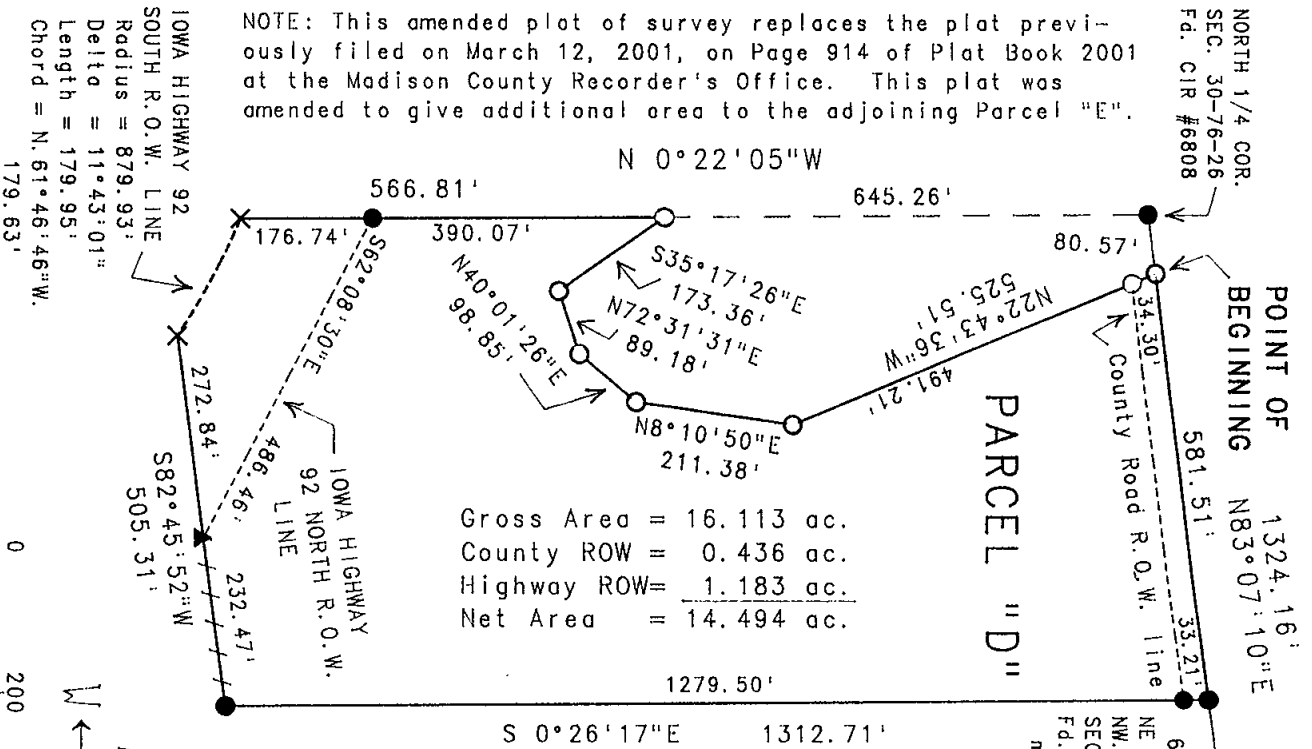 NOTE: This amended plat of survey replaces the plat previ-
ously filed on March 12, 2001, on Page 914 of Plat Book 2001
at the Madison County Recorder's Office. This plat was
amended to give additional area to the adjoining Parcel "E".
NORTH 1/4 COR.
SEC. 30-76-26
Fd. CIR #6808
IOWA HIGHWAY 92
SOUTH R.O.W. LINE
Radius = 879.93'
Delta = 11°43'01"
Length = 179.95'
Chord = N.61°46'46"W.
179.63'
N 0°22'05"W
566.81'
645.26'
176.74'
390.07'
80.57'
POINT OF
BEGINNING
1324.16'
N83°07'10"E
581.51'
S35°17'26"E
173.36'
N72°31'31"E
89.18'
N40°01'26"E
98.85'
N8°10'50"E
211.38'
N22°43'36"W
525.51'
491.21'
34.30'
County Road R.O.W. line
33.21'
PARCEL "D"
S62°08'30"E
486.46'
IOWA HIGHWAY
92 NORTH R.O.W.
LINE
272.84'
S82°45'52"W
505.31'
232.47'
Gross Area = 16.113 ac.
County ROW = 0.436 ac.
Highway ROW= 1.183 ac.
Net Area = 14.494 ac.
1279.50'
S 0°26'17"E 1312.71'
0
200
W
6
NE
NW.
SEC
Fd.